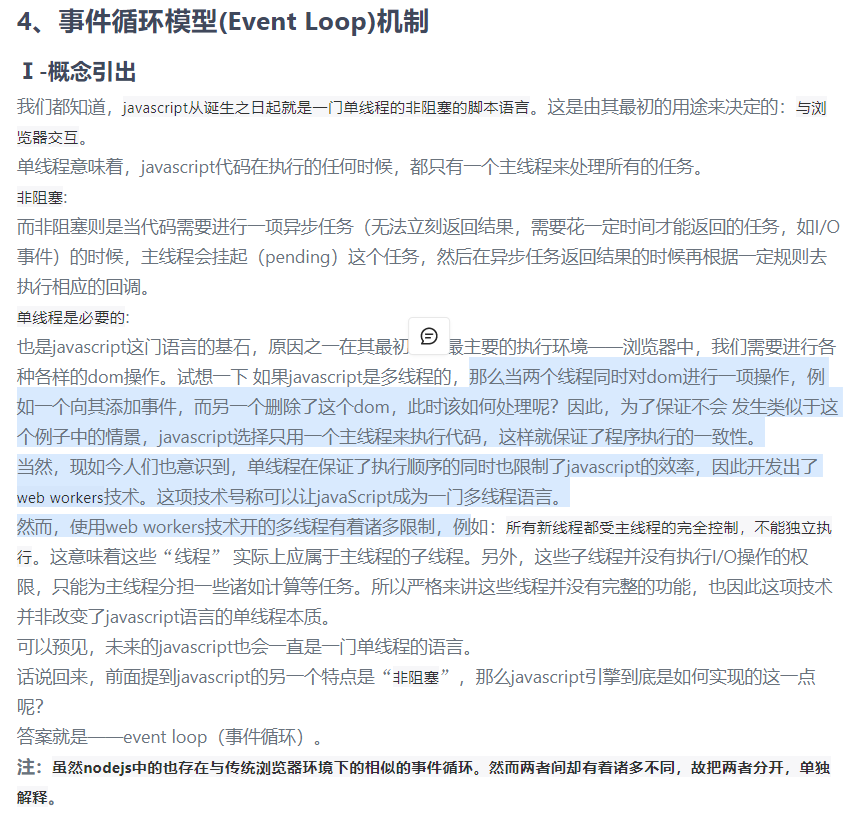 4、事件循环模型(Event Loop)机制
Ⅰ-概念引出
我们都知道，javascript从诞生之日起就是一门单线程的非阻塞的脚本语言。这是由其最初的用途来决定的：与浏
览器交互。
单线程意味着，javascript代码在执行的任何时候，都只有一个主线程来处理所有的任务。
非阻塞:
而非阻塞则是当代码需要进行一项异步任务（无法立刻返回结果，需要花一定时间才能返回的任务，如I/O
事件）的时候，主线程会挂起（pending）这个任务，然后在异步任务返回结果的时候再根据一定规则去
执行相应的回调。
单线程是必要的:
也是javascript这门语言的基石，原因之一在其最初 最主要的执行环境——浏览器中，我们需要进行各
种各样的dom操作。试想一下 如果javascript是多线程的，那么当两个线程同时对dom进行一项操作，例
如一个向其添加事件，而另一个删除了这个dom，此时该如何处理呢？因此，为了保证不会 发生类似于这
个例子中的情景，javascript选择只用一个主线程来执行代码，这样就保证了程序执行的一致性。
当然，现如今人们也意识到，单线程在保证了执行顺序的同时也限制了javascript的效率，因此开发出了
web workers技术。这项技术号称可以让javaScript成为一门多线程语言。
然而，使用web workers技术开的多线程有着诸多限制，例如：所有新线程都受主线程的完全控制，不能独立执
行。这意味着这些“线程” 实际上应属于主线程的子线程。另外，这些子线程并没有执行I/O操作的权
限，只能为主线程分担一些诸如计算等任务。所以严格来讲这些线程并没有完整的功能，也因此这项技术
并非改变了javascript语言的单线程本质。
可以预见，未来的javascript也会一直是一门单线程的语言。
话说回来，前面提到javascript的另一个特点是“非阻塞”，那么javascript引擎到底是如何实现的这一点
呢？
答案就是——event loop（事件循环）。
注：虽然nodejs中的也存在与传统浏览器环境下的相似的事件循环。然而两者间却有着诸多不同，故把两者分开，单独
解释。